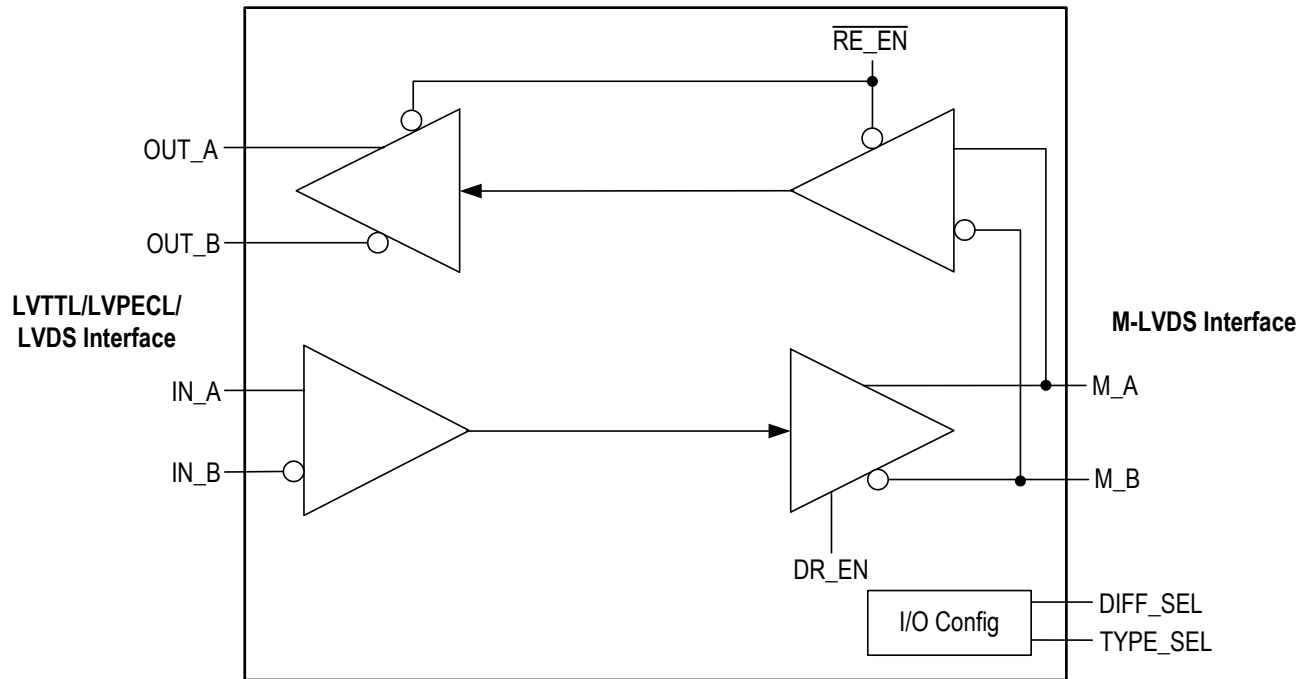 RE_EN
OUT_A
OUT_B
LVTTL/LVPECL/
LVDS Interface
M-LVDS Interface
IN_A
M_A
IN_B
M_B
DR_EN
DIFF_SEL
I/O Config
TYPE_SEL